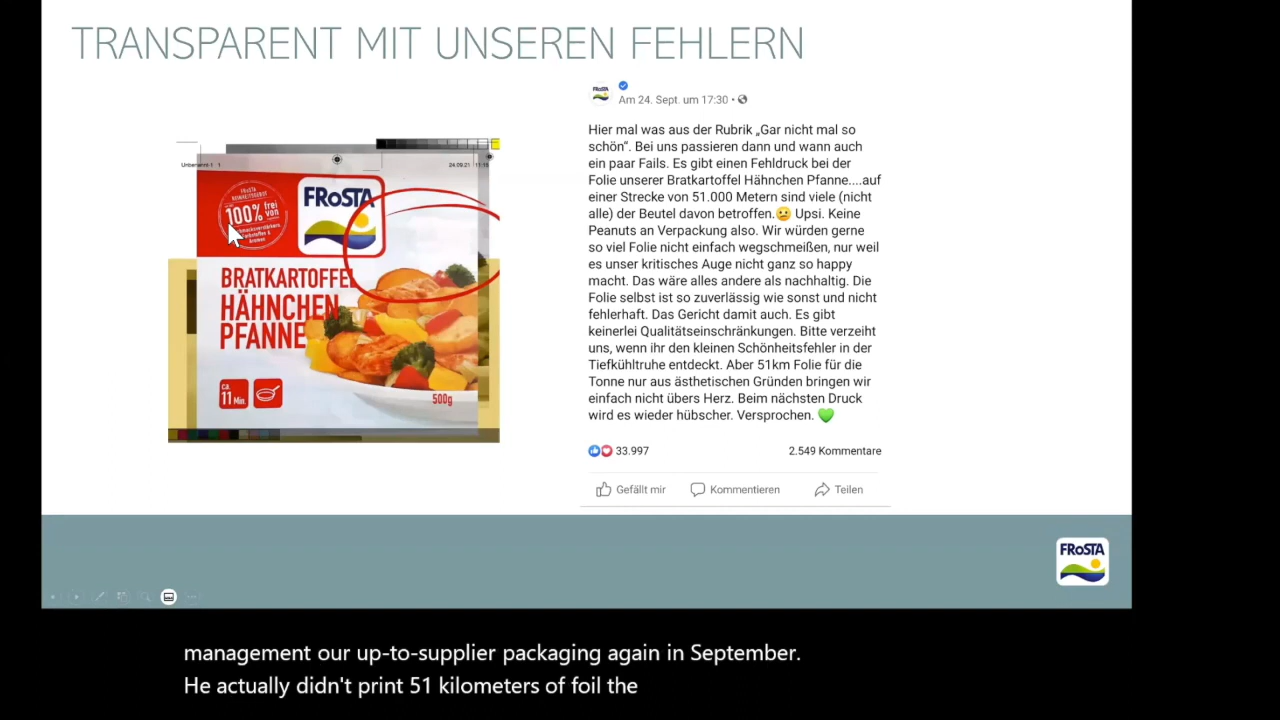 TRANSPARENT MIT UNSEREN FEHLERN
Am 24. Sept. um 17:30
Hier mal was aus der Rubrik „Gar nicht mal so
schön“. Bei uns passieren dann und wann auch
ein paar Fails. Es gibt einen Fehldruck bei der
Folie unserer Bratkartoffel Hähnchen Pfanne....auf
einer Strecke von 51.000 Metern sind viele (nicht
alle) der Beutel davon betroffen.😕 Upsi. Keine
Peanuts an Verpackung also. Wir würden gerne
so viel Folie nicht einfach wegschmeißen, nur weil
es unser kritisches Auge nicht ganz so happy
macht. Das wäre alles andere als nachhaltig. Die
Folie selbst ist so zuverlässig wie sonst und nicht
fehlerhaft. Das Gericht damit auch. Es gibt
keinerlei Qualitätseinschränkungen. Bitte verzeiht
uns, wenn ihr den kleinen Schönheitsfehler in der
Tiefkühltruhe entdeckt. Aber 51km Folie für die
Tonne nur aus ästhetischen Gründen bringen wir
einfach nicht übers Herz. Beim nächsten Druck
wird es wieder hübscher. Versprochen. 💚
33.997 2.549 Kommentare
Gefällt mir Kommentieren Teilen
FRoSTA
100% frei von
FRoSTA
BRATKARTOFFEL
HÄHNCHEN
PFANNE
ca.
11 Min.
500g
FRoSTA
management our up-to-supplier packaging again in September.
He actually didn't print 51 kilometers of foil the